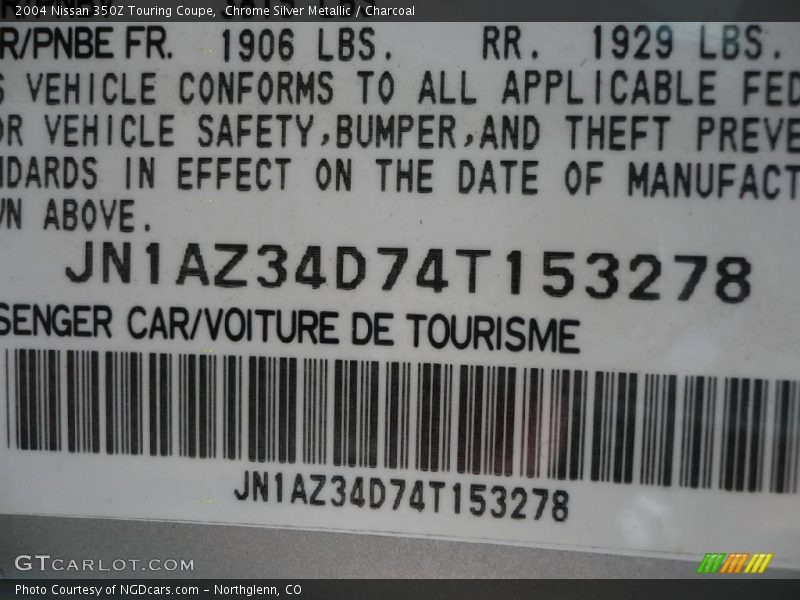 2004 Nissan 350Z Touring Coupe, Chrome Silver Metallic / Charcoal
R/PNBE FR. 1906 LBS. RR. 1929 LBS.
VEHICLE CONFORMS TO ALL APPLICABLE FED
OR VEHICLE SAFETY,BUMPER,AND THEFT PREVE
NDARDS IN EFFECT ON THE DATE OF MANUFACT
WN ABOVE.
JN1AZ34D74T153278
SENGER CAR/VOITURE DE TOURISME
JN1AZ34D74T153278
GTCARLOT.COM
Photo Courtesy of NGDcars.com – Northglenn, CO